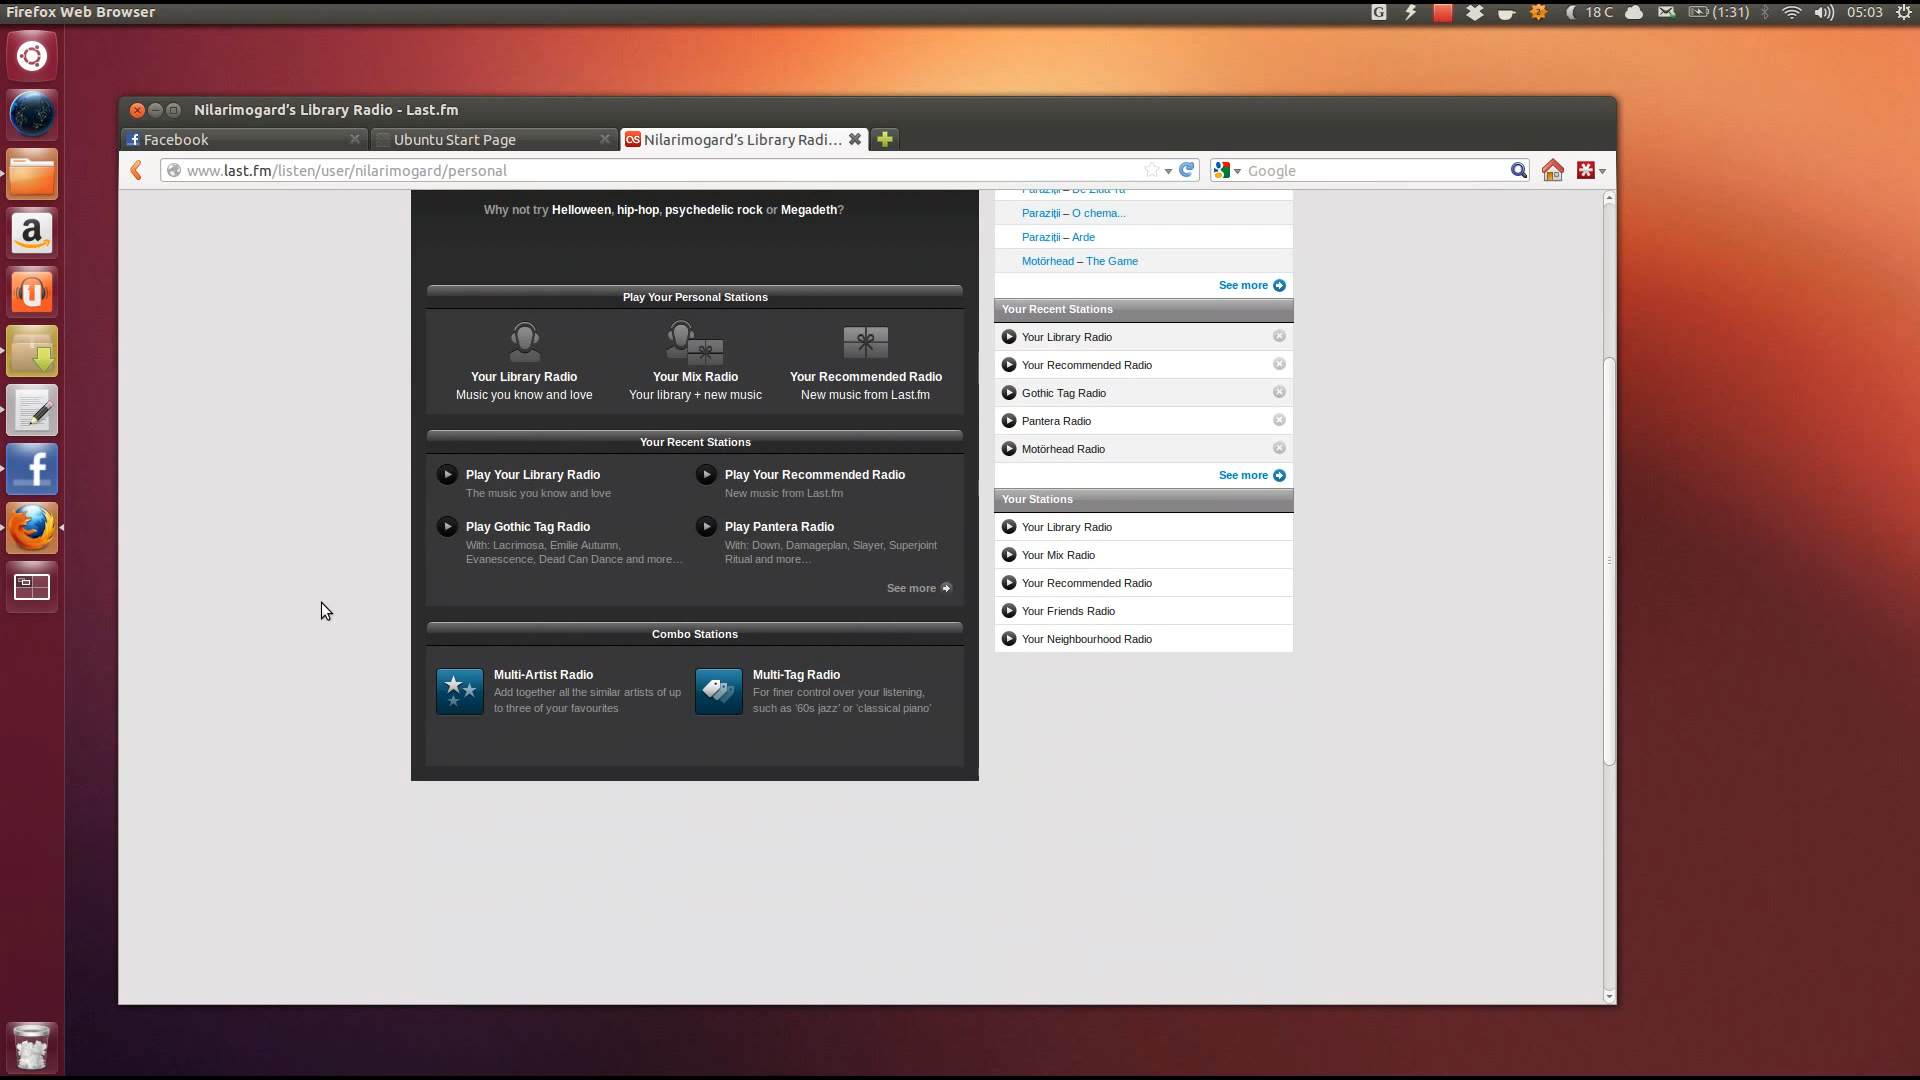 Firefox Web Browser
18 C
(1:31)
05:03
Nilarimogard's Library Radio - Last.fm
Facebook
Ubuntu Start Page
Nilarimogard's Library Radi...
www.last.fm/listen/user/nilarimogard/personal
Google
Why not try Helloween, hip-hop, psychedelic rock or Megadeth?
Play Your Personal Stations
Your Library Radio
Music you know and love
Your Mix Radio
Your library + new music
Your Recommended Radio
New music from Last.fm
Your Recent Stations
Play Your Library Radio
The music you know and love
Play Your Recommended Radio
New music from Last.fm
Play Gothic Tag Radio
With: Lacrimosa, Emilie Autumn,
Evanescence, Dead Can Dance and more...
Play Pantera Radio
With: Down, Damageplan, Slayer, Superjoint
Ritual and more...
See more
Combo Stations
Multi-Artist Radio
Add together all the similar artists of up
to three of your favourites
Multi-Tag Radio
For finer control over your listening,
such as '60s jazz' or 'classical piano'
Paraziții – O chema...
Paraziții – Arde
Motörhead – The Game
See more
Your Recent Stations
Your Library Radio
Your Recommended Radio
Gothic Tag Radio
Pantera Radio
Motörhead Radio
See more
Your Stations
Your Library Radio
Your Mix Radio
Your Recommended Radio
Your Friends Radio
Your Neighbourhood Radio